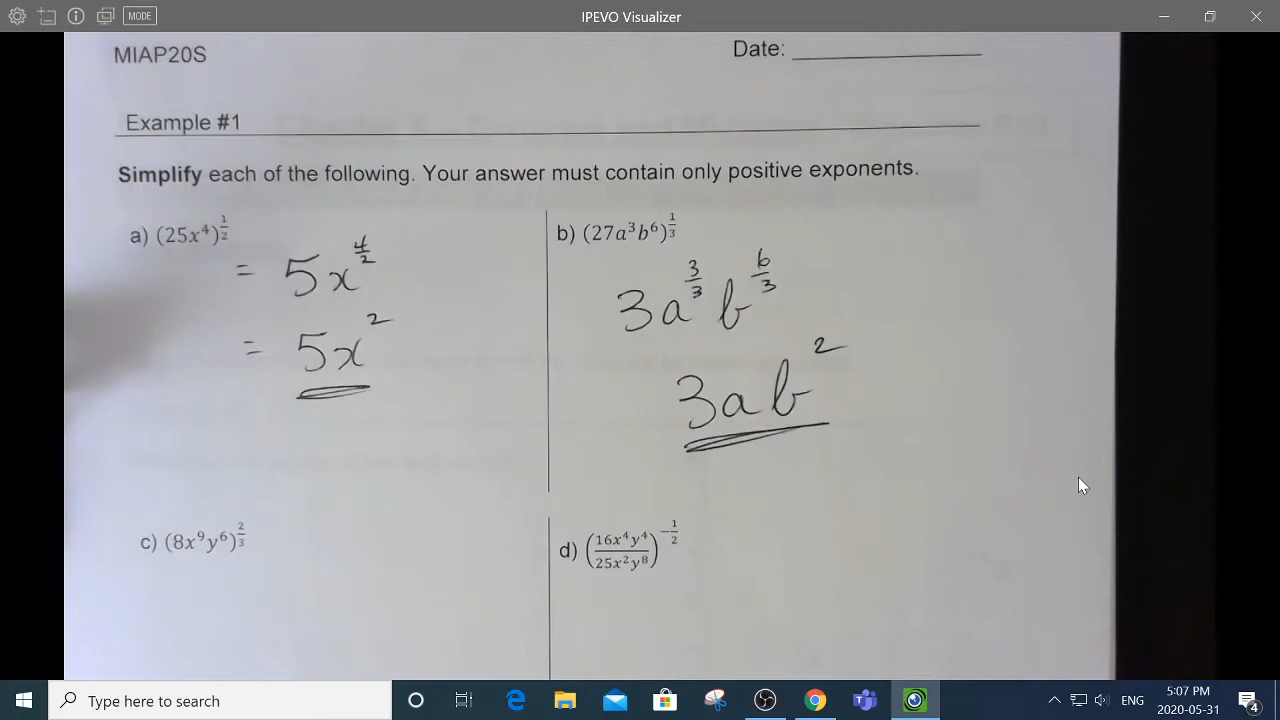 IPEVO Visualizer
MODE
MIAP20S
Date: ____________
Example #1
Simplify each of the following. Your answer must contain only positive exponents.
a) (25x⁴)^(1/2)
= 5x^(4/2)
= 5x²
b) (27a³b⁶)^(1/3)
3a^(3/3) b^(6/3)
3ab²
c) (8x⁹y⁶)^(2/3)
d) (16x⁴y⁴/25x²y⁸)^(-1/2)
Type here to search
ENG
5:07 PM
2020-05-31
4